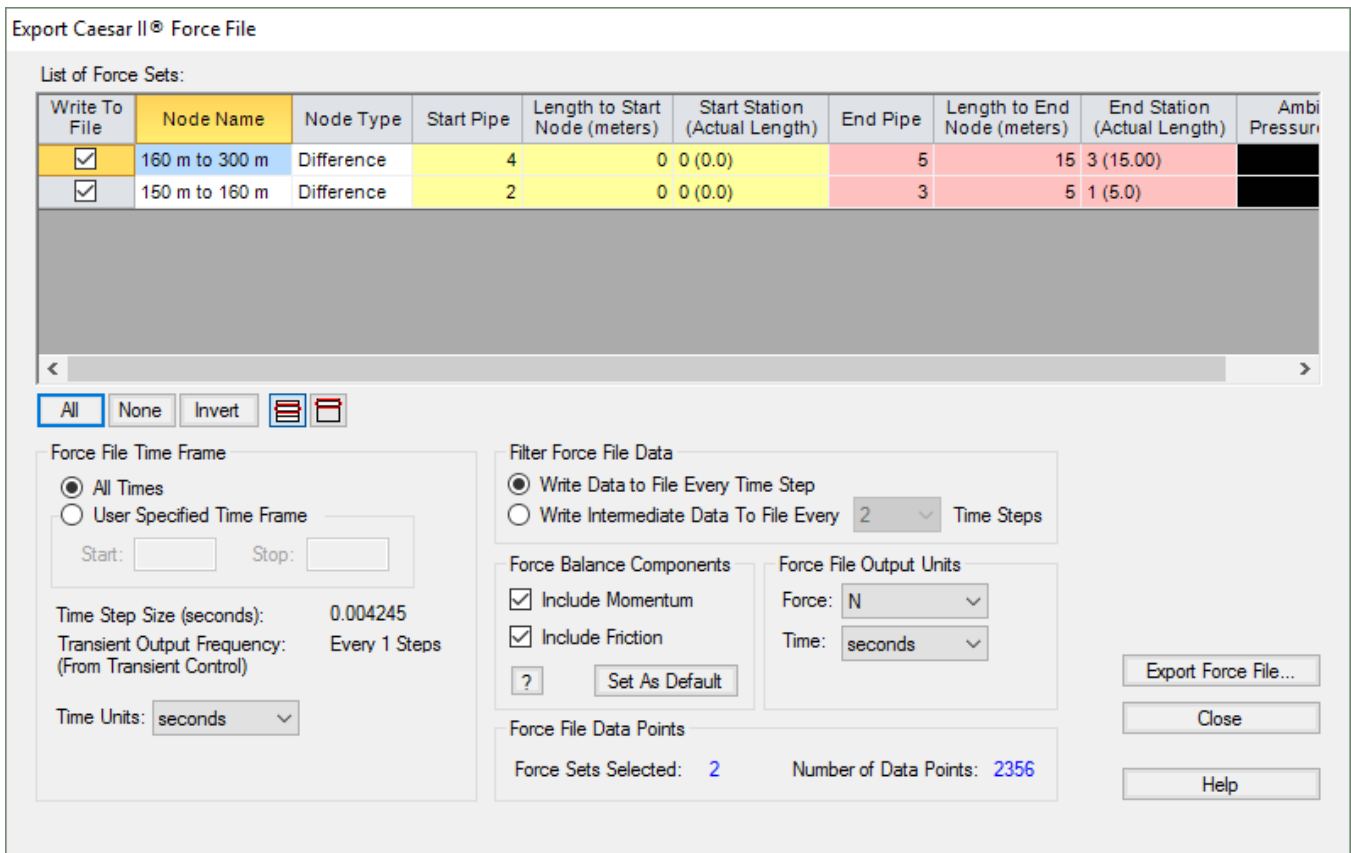 Export Caesar II® Force File
List of Force Sets:
Write To File Node Name Node Type Start Pipe Length to Start Node (meters) Start Station (Actual Length) End Pipe Length to End Node (meters) End Station (Actual Length) Ambi Pressure
160 m to 300 m Difference 4 0 0 (0.0) 5 15 3 (15.00)
150 m to 160 m Difference 2 0 0 (0.0) 3 5 1 (5.0)
All None Invert
Force File Time Frame
All Times
User Specified Time Frame
Start: Stop:
Time Step Size (seconds): 0.004245
Transient Output Frequency: Every 1 Steps
(From Transient Control)
Time Units: seconds
Filter Force File Data
Write Data to File Every Time Step
Write Intermediate Data To File Every 2 Time Steps
Force Balance Components
Include Momentum
Include Friction
? Set As Default
Force File Output Units
Force: N
Time: seconds
Force File Data Points
Force Sets Selected: 2 Number of Data Points: 2356
Export Force File...
Close
Help